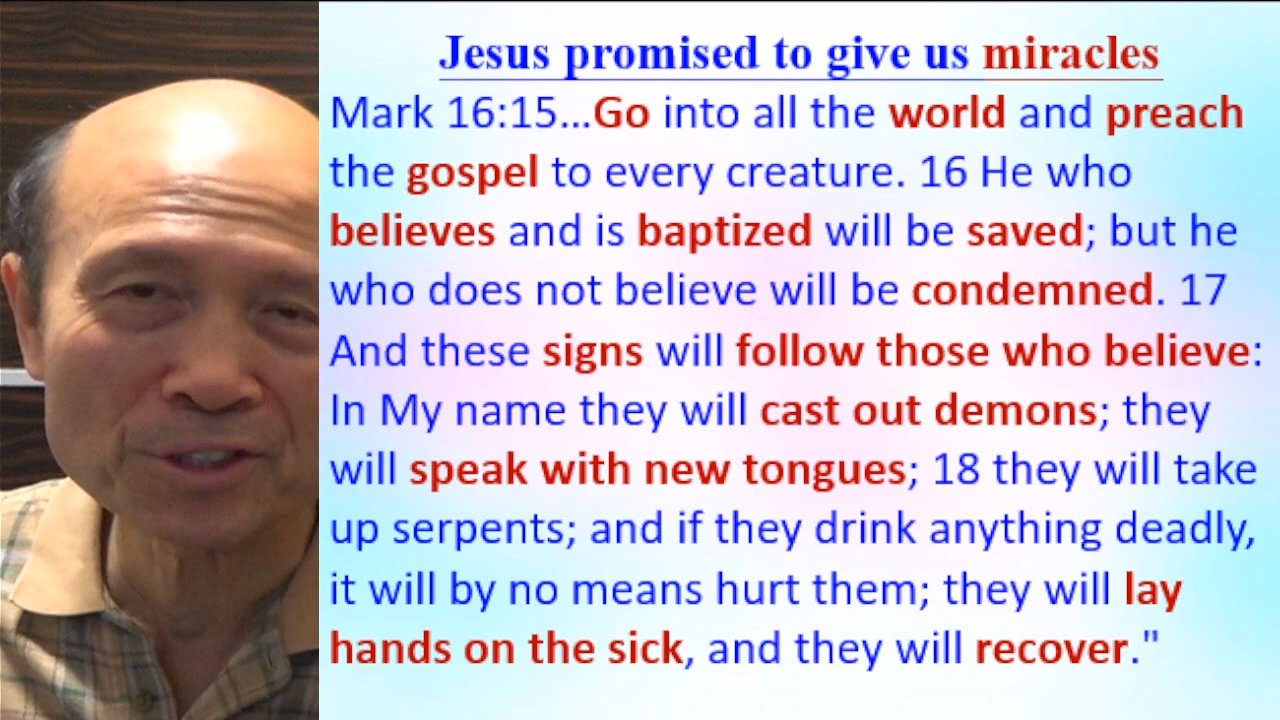 Jesus promised to give us miracles
Mark 16:15...Go into all the world and preach
the gospel to every creature. 16 He who
believes and is baptized will be saved; but he
who does not believe will be condemned. 17
And these signs will follow those who believe:
In My name they will cast out demons; they
will speak with new tongues; 18 they will take
up serpents; and if they drink anything deadly,
it will by no means hurt them; they will lay
hands on the sick, and they will recover."